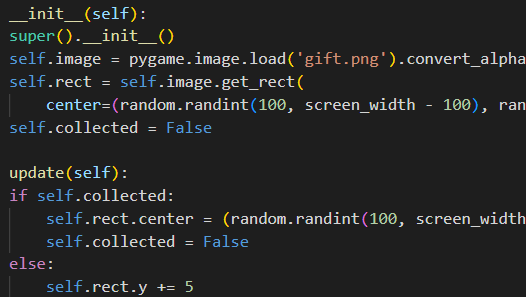 __init__(self):
super().__init__()
self.image = pygame.image.load('gift.png').convert_alpha
self.rect = self.image.get_rect(
center=(random.randint(100, screen_width - 100), ran
self.collected = False
update(self):
if self.collected:
self.rect.center = (random.randint(100, screen_width
self.collected = False
else:
self.rect.y += 5